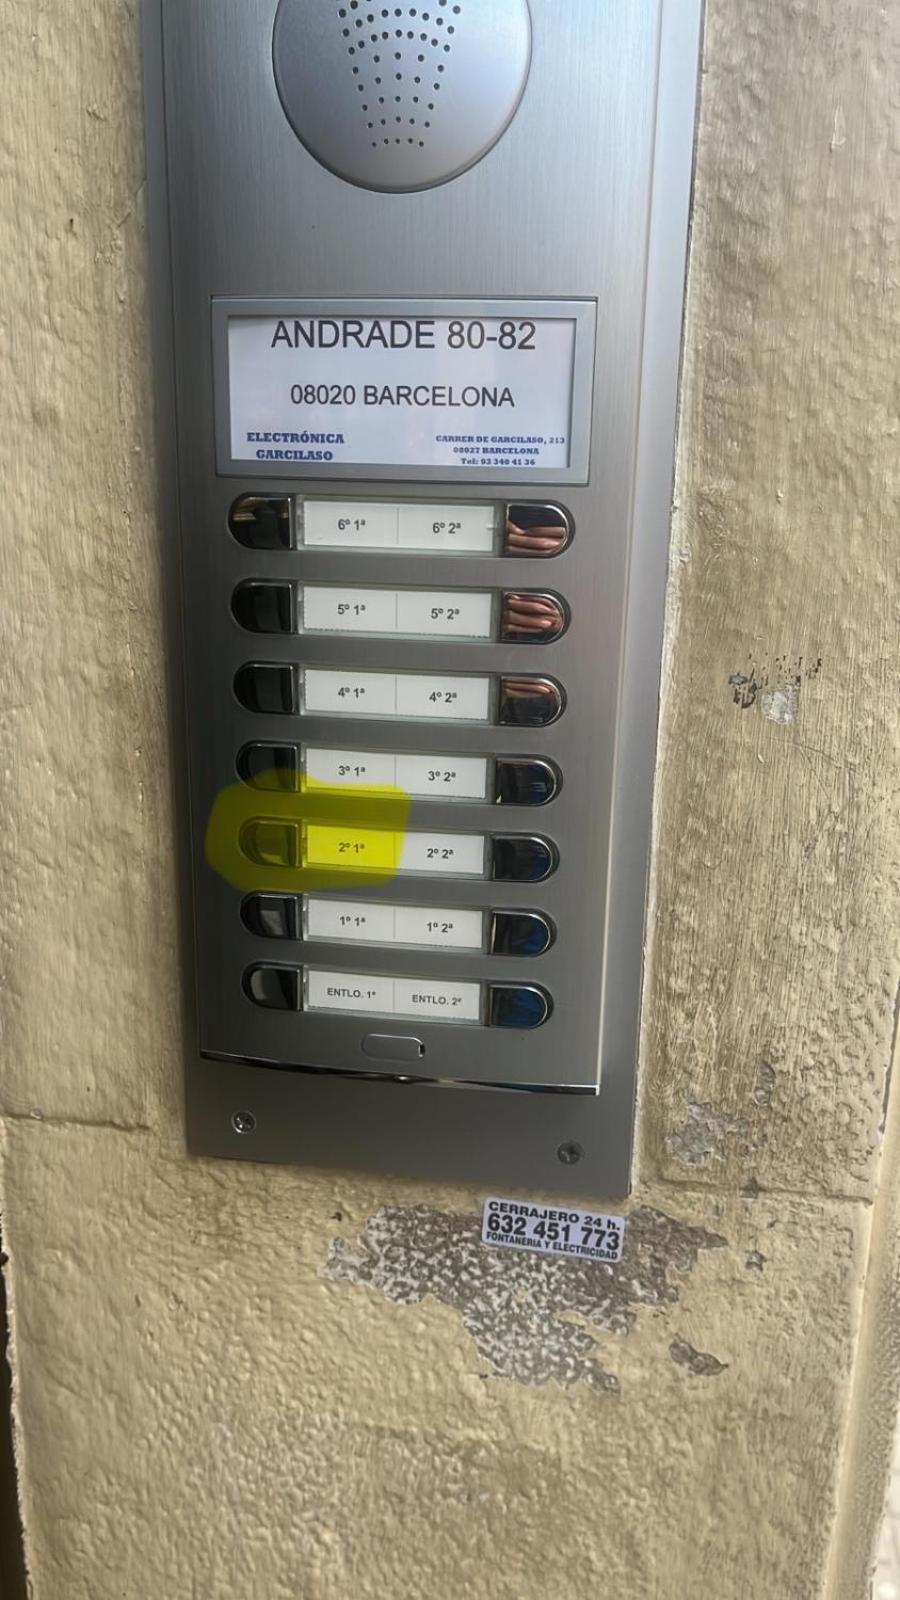 ANDRADE 80-82
08020 BARCELONA
ELECTRÓNICA
GARCILASO
CARRER DE GARCILASO, 213
08027 BARCELONA
Tel: 93 340 41 36
6º 1ª 6º 2ª
5º 1ª 5º 2ª
4º 1ª 4º 2ª
3º 1ª 3º 2ª
2º 1ª 2º 2ª
1º 1ª 1º 2ª
ENTLO. 1ª ENTLO. 2ª
CERRAJERO 24 h.
632 451 773
FONTANERIA Y ELECTRICIDAD